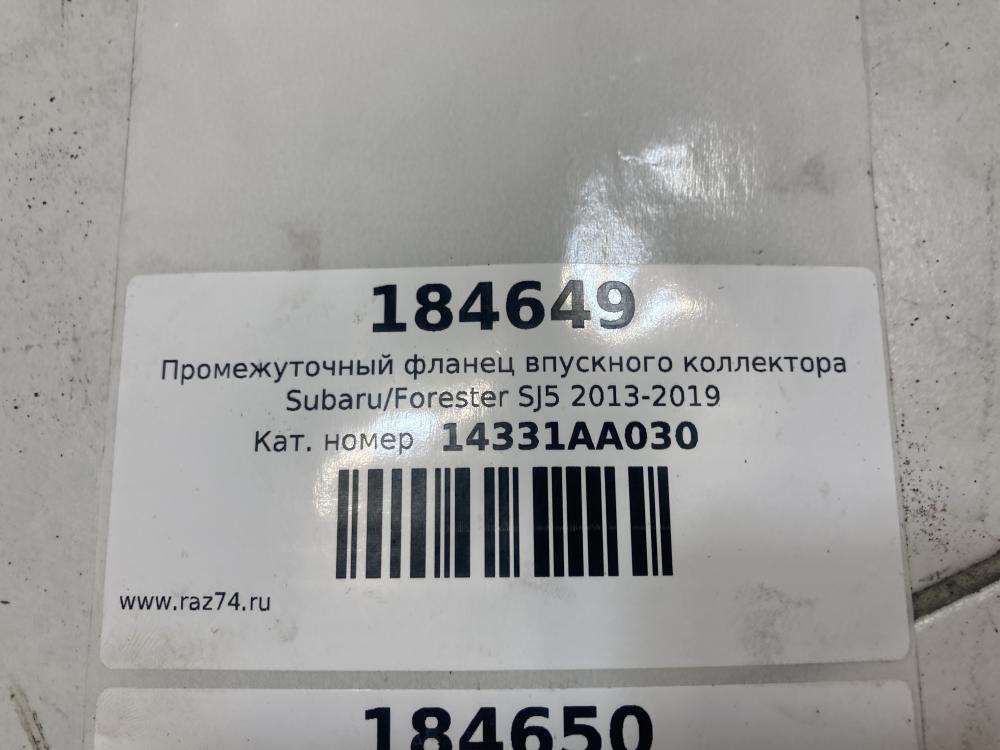 184649
Промежуточный фланец впускного коллектора
Subaru/Forester SJ5 2013-2019
Кат. номер 14331AA030
www.raz74.ru
184650